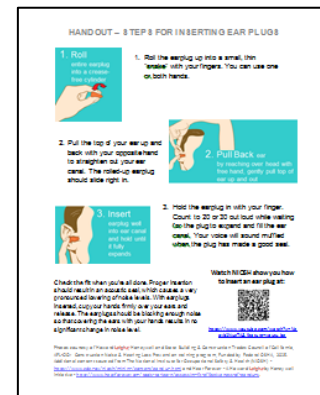 HANDOUT – STEPS FOR INSERTING EAR PLUGS
1. Roll
entire earplug
into a crease-
free cylinder
1. Roll the earplug up into a small, thin
"snake" with your fingers. You can use one
or both hands.
2. Pull the top of your ear up and
back with your opposite hand
to straighten out your ear
canal. The rolled-up earplug
should slide right in.
2. Pull Back ear
by reaching over head with
free hand, gently pull top of
ear up and out
3. Insert
earplug well
into ear canal
and hold until
it fully
expands
3. Hold the earplug in with your finger.
Count to 20 or 30 out loud while waiting
for the plug to expand and fill the ear
canal. Your voice will sound muffled
when the plug has made a good seal.
Check the fit when you're all done. Proper insertion
should result in an acoustic seal, which causes a very
pronounced lowering of noise levels. With earplugs
inserted, cup your hands firmly over your ears and
release. The earplugs should be blocking enough noise
so that covering the ears with your hands results in no
significant change in noise level.
Watch NIOSH show you how
to insert an ear plug at: